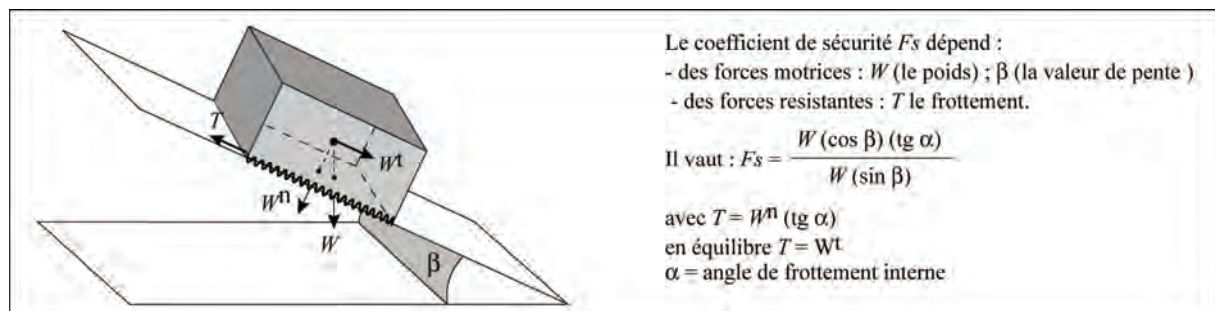 Le coefficient de sécurité Fs dépend :
- des forces motrices : W (le poids) ; β (la valeur de pente )
- des forces resistantes : T le frottement.
Il vaut : Fs = W (cos β) (tg α) / W (sin β)
avec T = Wⁿ (tg α)
en équilibre T = Wᵗ
α = angle de frottement interne
T
Wᵗ
Wⁿ
W
β